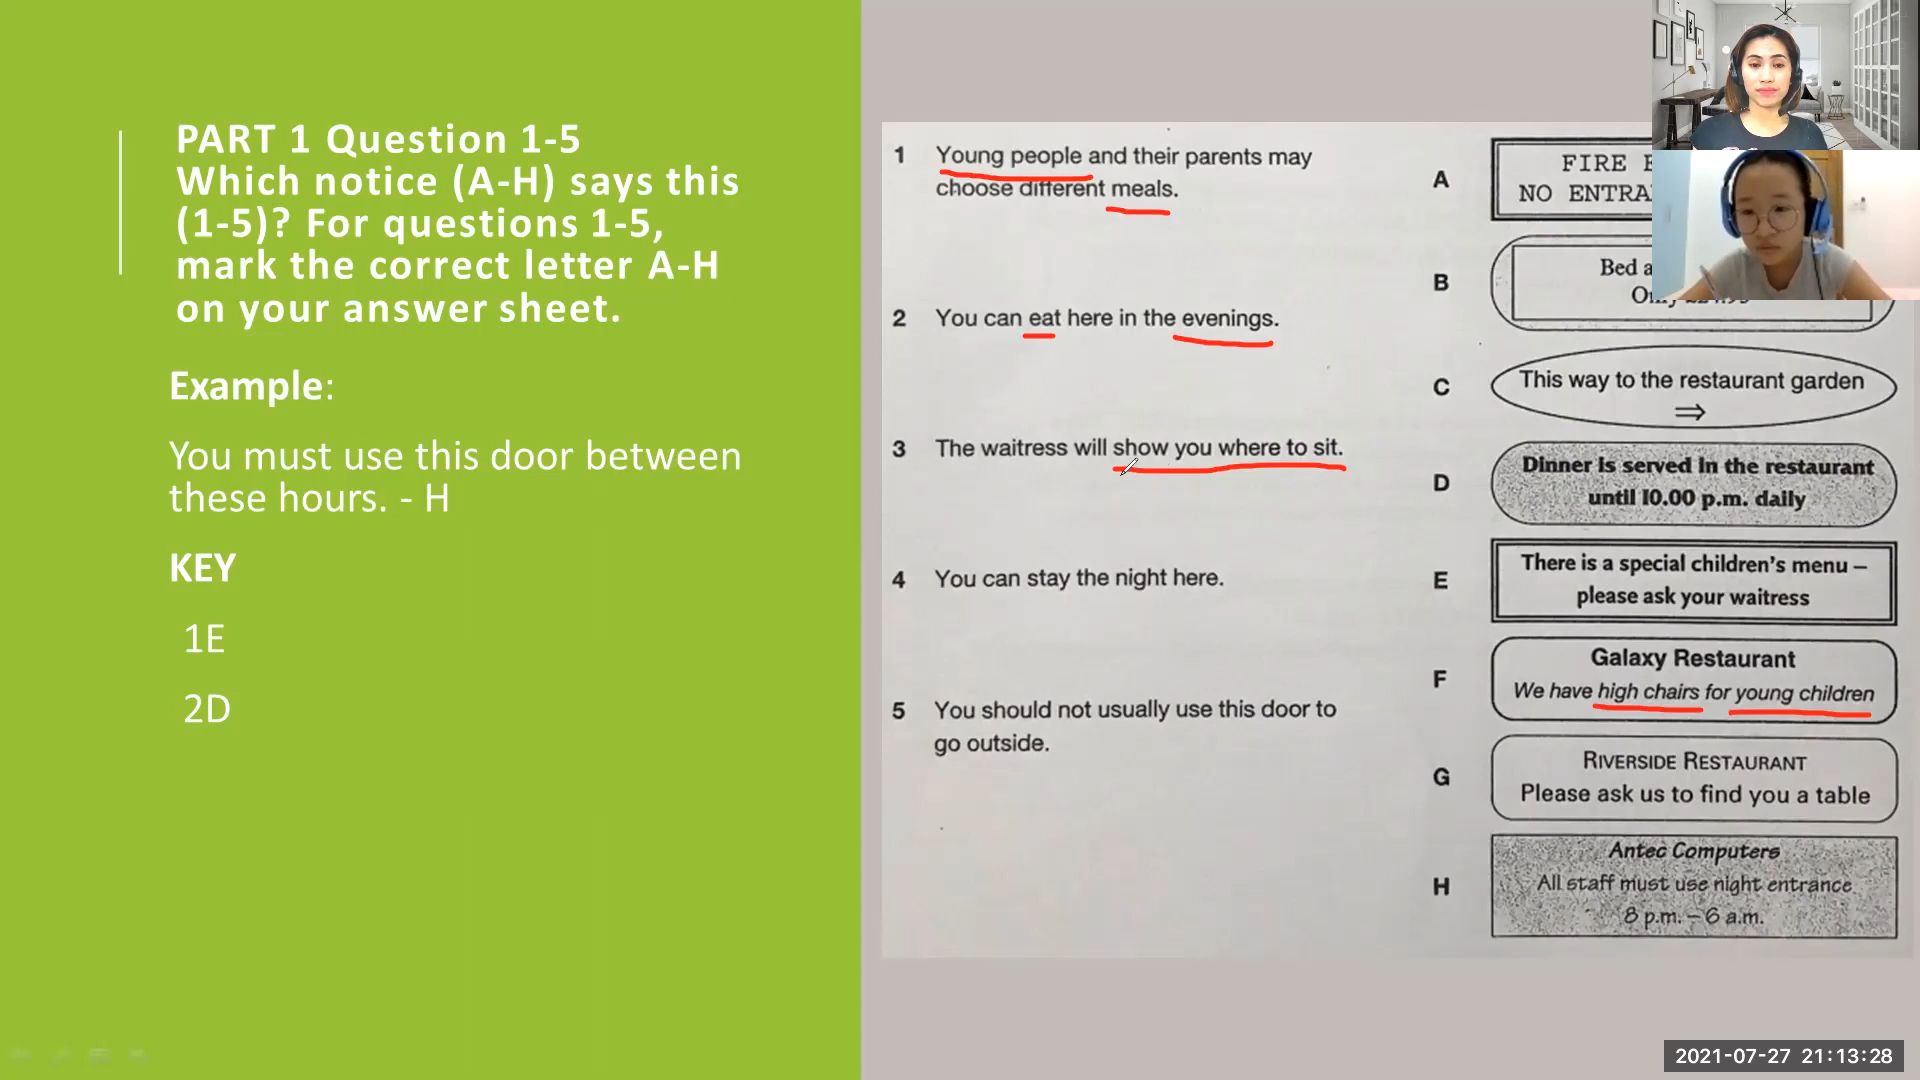 PART 1 Question 1-5
Which notice (A-H) says this
(1-5)? For questions 1-5,
mark the correct letter A-H
on your answer sheet.
Example:
You must use this door between
these hours. - H
KEY
1E
2D
1 Young people and their parents may
choose different meals.
2 You can eat here in the evenings.
3 The waitress will show you where to sit.
4 You can stay the night here.
5 You should not usually use this door to
go outside.
A FIRE
NO
B Bed
C This way to the restaurant garden
⇒
D Dinner is served in the restaurant
until 10.00 p.m. daily
E There is a special children's menu –
please ask your waitress
F Galaxy Restaurant
We have high chairs for young children
G RIVERSIDE RESTAURANT
Please ask us to find you a table
H Antec Computers
All staff must use night entrance
8 p.m. – 6 a.m.
2021-07-27 21:13:28